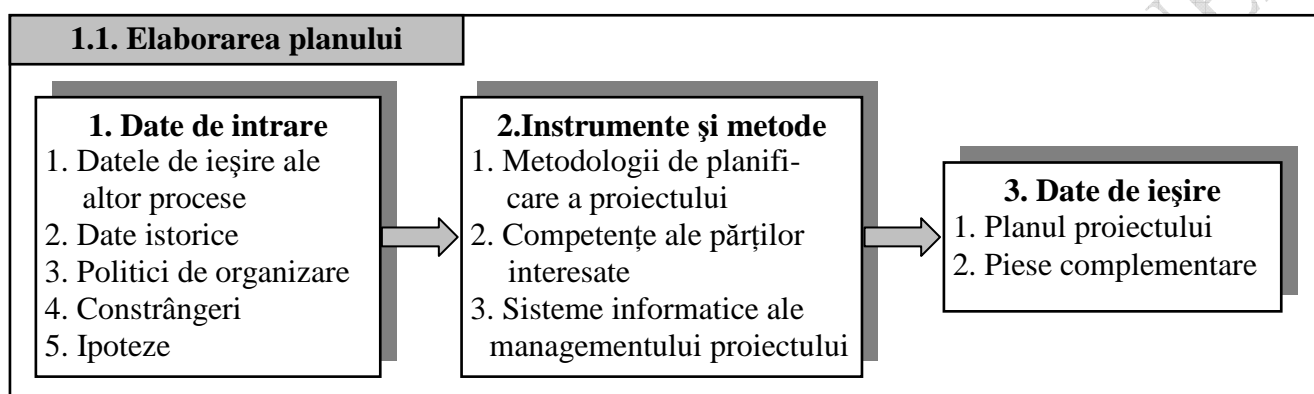 1.1. Elaborarea planului
1. Date de intrare
1. Datele de ieşire ale
altor procese
2. Date istorice
3. Politici de organizare
4. Constrângeri
5. Ipoteze
2.Instrumente şi metode
1. Metodologii de planifi-
care a proiectului
2. Competenţe ale părţilor
interesate
3. Sisteme informatice ale
managementului proiectului
3. Date de ieşire
1. Planul proiectului
2. Piese complementare